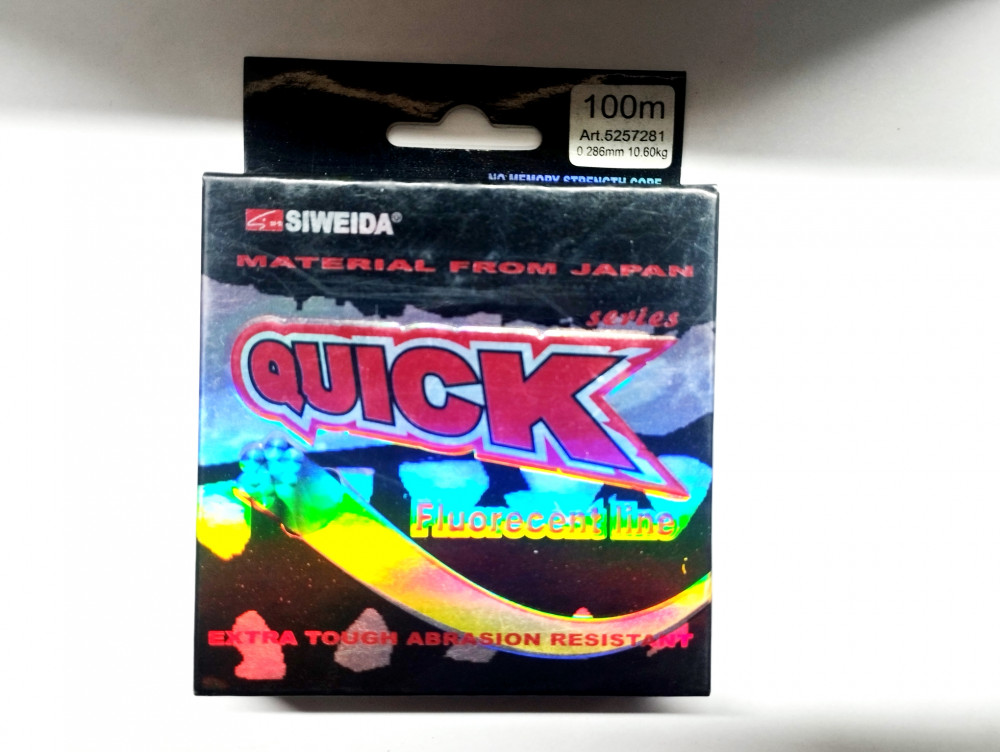 100m
Art.5257281
0.286mm 10.60kg
NO MEMORY STRENGTH CORE
SIWEIDA®
MATERIAL FROM JAPAN
series
QUICK
Fluorecent line
EXTRA TOUGH ABRASION RESISTANT